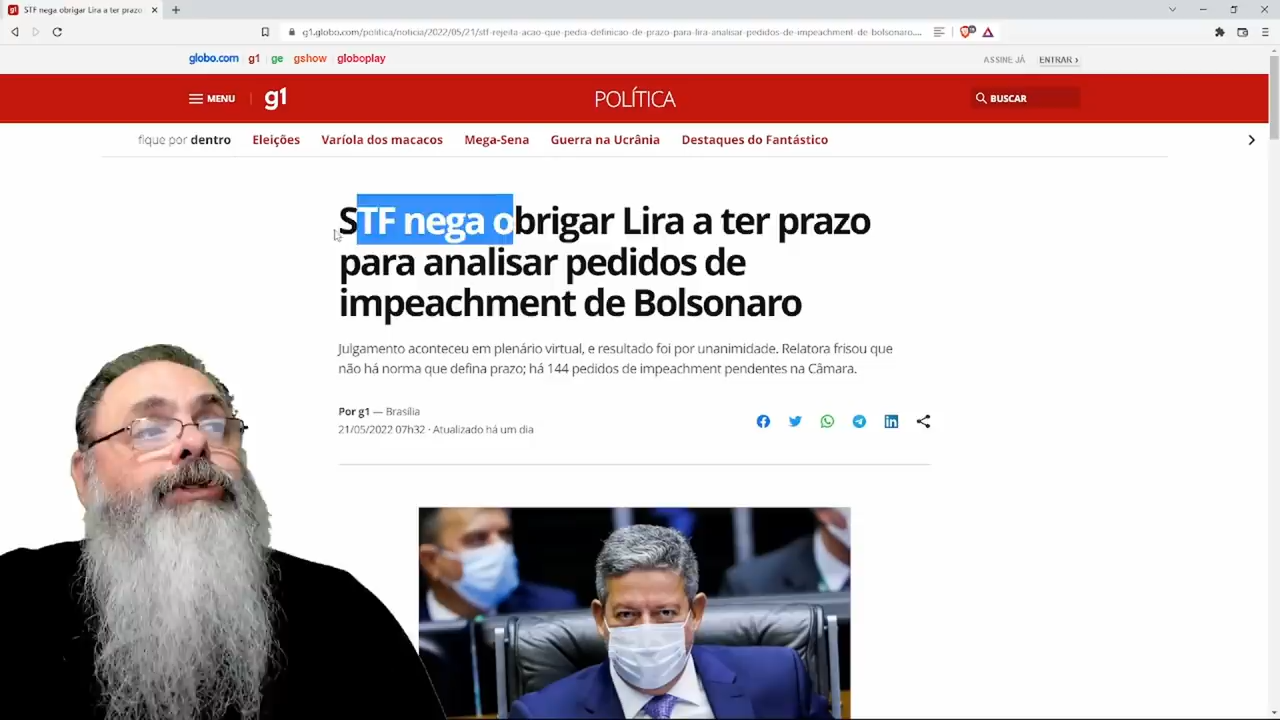 STF nega obrigar Lira a ter prazo
g1.globo.com/politica/noticia/2022/05/21/stf-rejeita-acao-que-pedia-definicao-de-prazo-para-lira-analisar-pedidos-de-impeachment-de-bolsonaro....
globo.com g1 ge gshow globoplay
ASSINE JÁ ENTRAR ›
MENU g1 POLÍTICA BUSCAR
fique por dentro Eleições Varíola dos macacos Mega-Sena Guerra na Ucrânia Destaques do Fantástico
STF nega obrigar Lira a ter prazo
para analisar pedidos de
impeachment de Bolsonaro
Julgamento aconteceu em plenário virtual, e resultado foi por unanimidade. Relatora frisou que
não há norma que defina prazo; há 144 pedidos de impeachment pendentes na Câmara.
Por g1 — Brasília
21/05/2022 07h32 · Atualizado há um dia